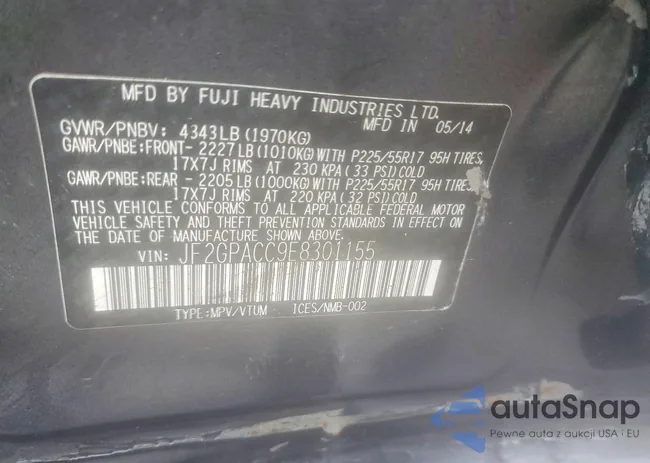 MFD BY FUJI HEAVY INDUSTRIES LTD.
MFD IN 05/14
GVWR/PNBV: 4343LB(1970KG)
GAWR/PNBE:FRONT- 2227LB(1010KG)WITH P225/55R17 95H TIRES,
17X7J RIMS AT 230 KPA(33 PSI)COLD
GAWR/PNBE:REAR - 2205LB(1000KG)WITH P225/55R17 95H TIRES,
17X7J RIMS AT 220 KPA(32 PSI)COLD
THIS VEHICLE CONFORMS TO ALL APPLICABLE FEDERAL MOTOR
VEHICLE SAFETY AND THEFT PREVENTION STANDARDS IN EFFECT ON
THE DATE OF MANUFACTURE SHOWN ABOVE.
VIN: JF2GPACC9E8301155
TYPE:MPV/VTUM ICES/NMB-002
autaSnap
Pewne auta z aukcji USA i EU